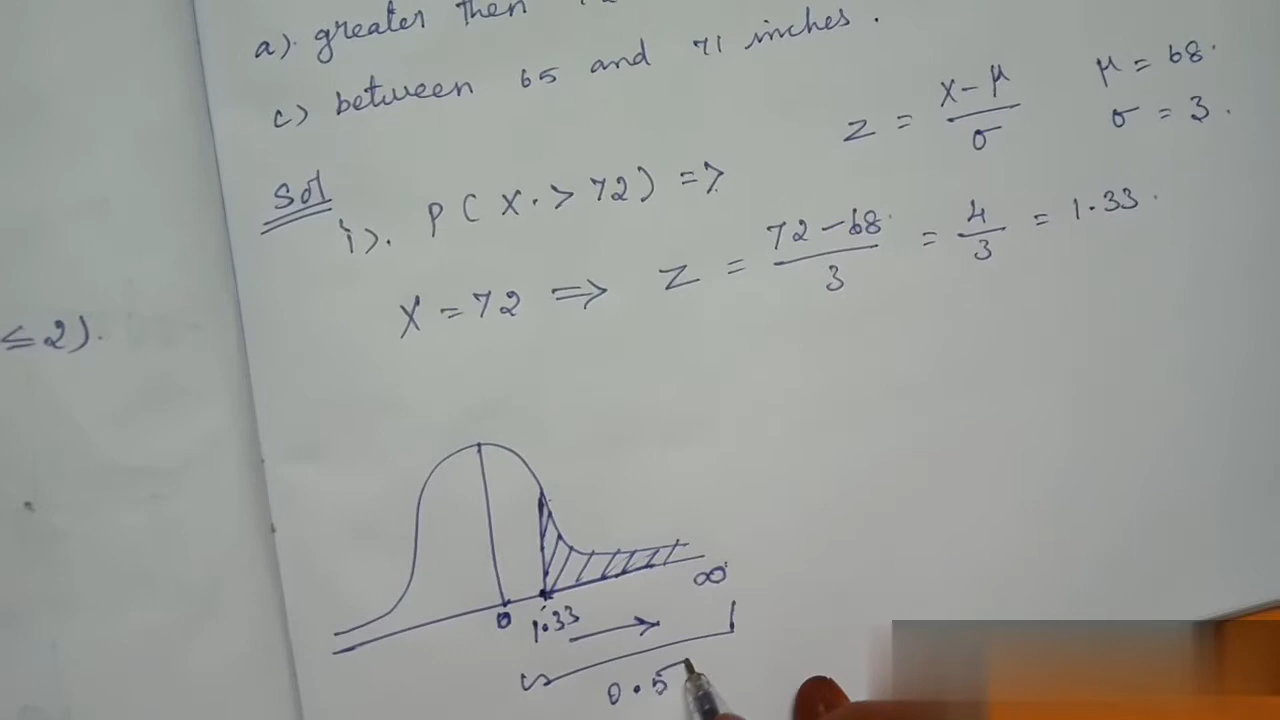 a). greater then
c) between 65 and 71 inches.
z = x - μ / σ μ = 68.
σ = 3.
Sol
i). P(X. > 72) =>
X = 72 => Z = 72 - 68 / 3 = 4/3 = 1.33.
≤ 2).
0 1.33 ∞
0.5